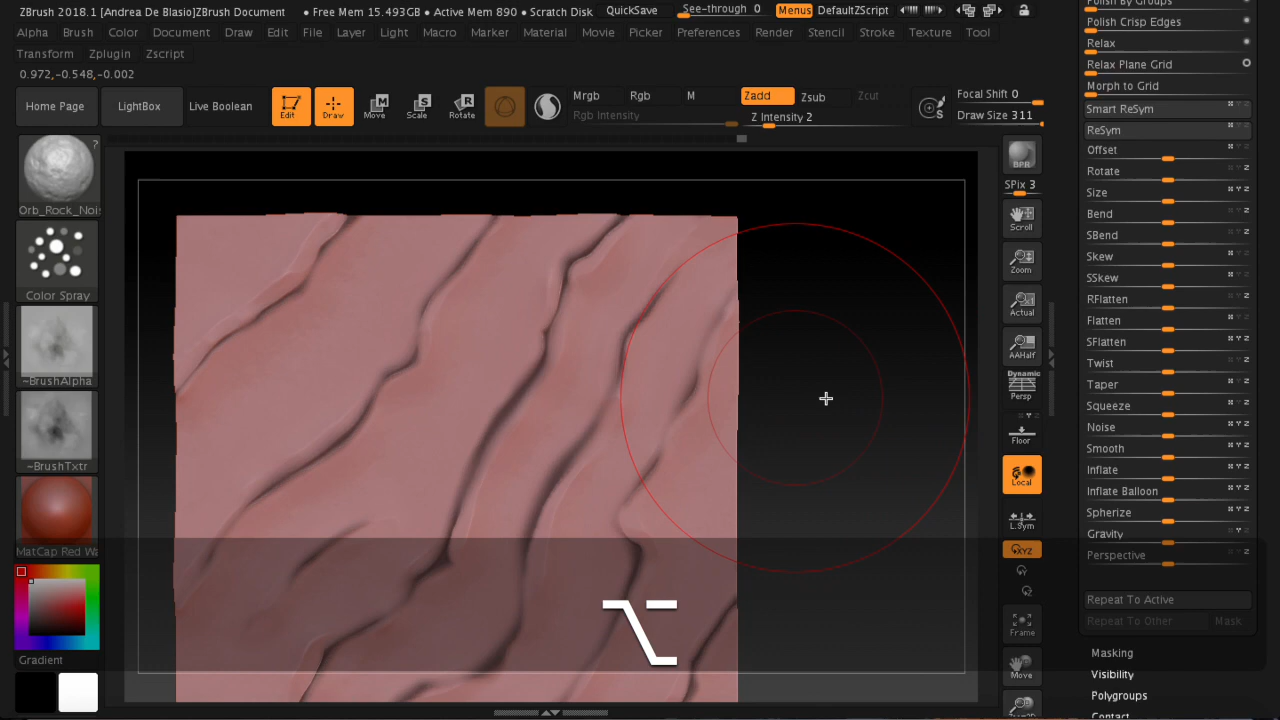 ZBrush 2018.1 [Andrea De Blasio]ZBrush Document • Free Mem 15.493GB • Active Mem 890 • Scratch Disk QuickSave See-through 0 Menus DefaultZScript
Alpha Brush Color Document Draw Edit File Layer Light Macro Marker Material Movie Picker Preferences Render Stencil Stroke Texture Tool
Transform Zplugin Zscript
0.972,-0.548,-0.002
Home Page LightBox Live Boolean Edit Draw Move Scale Rotate
Mrgb Rgb M Zadd Zsub Zcut Focal Shift 0
Rgb Intensity Z Intensity 2 Draw Size 311
Orb_Rock_Nois
Color Spray
~BrushAlpha
~BrushTxtr
MatCap Red Wa
Gradient
BPR
SPix 3
Scroll
Zoom
Actual
AAHalf
Dynamic
Persp
Floor
Local
L.Sym
XYZ
Frame
Move
Zoom3D
Polish By Groups
Polish Crisp Edges
Relax
Relax Plane Grid
Morph to Grid
Smart ReSym
ReSym
Offset
Rotate
Size
Bend
SBend
Skew
SSkew
RFlatten
Flatten
SFlatten
Twist
Taper
Squeeze
Noise
Smooth
Inflate
Inflate Balloon
Spherize
Gravity
Perspective
Repeat To Active
Repeat To Other Mask
Masking
Visibility
Polygroups
Contact